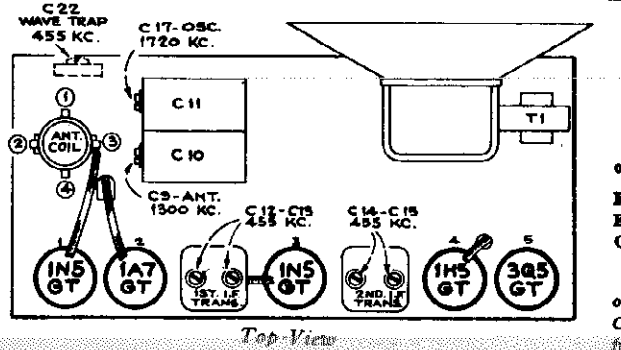 C22
WAVE TRAP
455 KC.
C17-OSC.
1720 KC.
C11
C10
T1
1
ANT.
COIL
2
3
4
C9-ANT.
1300 KC.
C12-C13
455 KC.
C14-C15
455 KC.
1
1N5
GT
2
1A7
GT
1ST. I.F
TRANS.
3
1N5
GT
2ND. I.F
TRANS.
4
1H5
GT
5
3Q5
GT
Top View